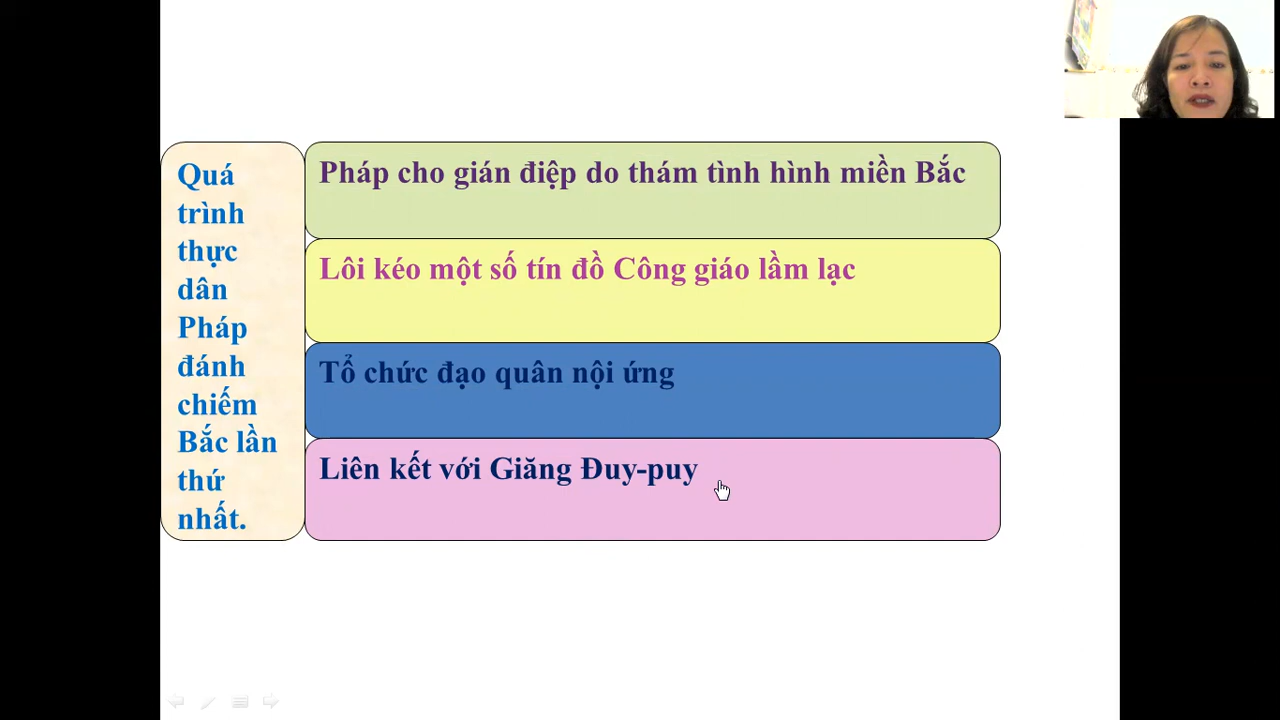 Quá
trình
thực
dân
Pháp
đánh
chiếm
Bắc lần
thứ
nhất.
Pháp cho gián điệp do thám tình hình miền Bắc
Lôi kéo một số tín đồ Công giáo lầm lạc
Tổ chức đạo quân nội ứng
Liên kết với Giăng Đuy-puy